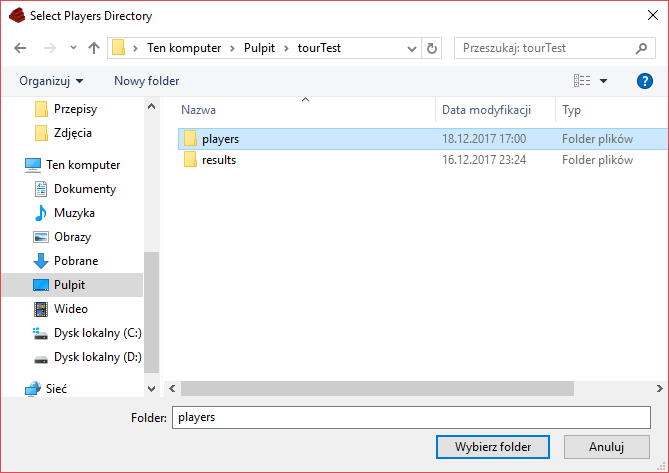 Select Players Directory
Ten komputer Pulpit tourTest
Przeszukaj: tourTest
Organizuj Nowy folder
Nazwa Data modyfikacji Typ
players 18.12.2017 17:00 Folder plików
results 16.12.2017 23:24 Folder plików
Przepisy
Zdjęcia
Ten komputer
Dokumenty
Muzyka
Obrazy
Pobrane
Pulpit
Wideo
Dysk lokalny (C:)
Dysk lokalny (D:)
Sieć
Folder: players
Wybierz folder Anuluj